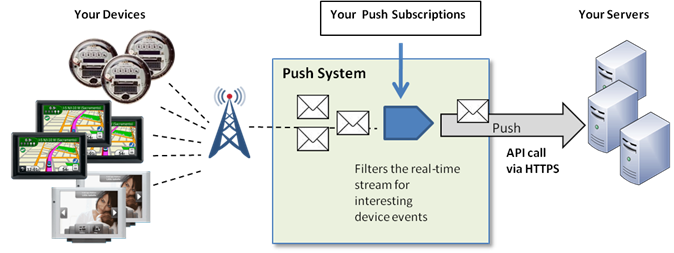 Your Devices
Your Push Subscriptions
Your Servers
Push System
Push
API call
via HTTPS
Filters the real-time
stream for
interesting
device events